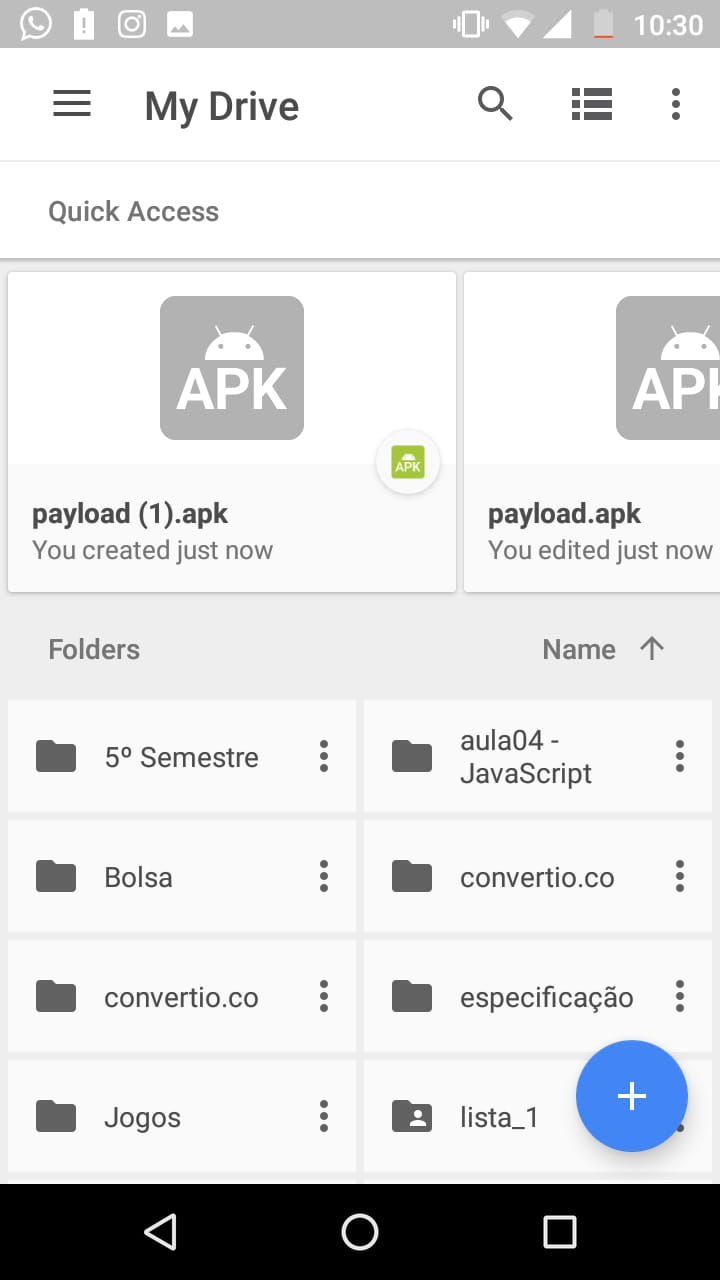 10:30
My Drive
Quick Access
APK
APK
APK
payload (1).apk
You created just now
payload.apk
You edited just now
Folders
Name
5º Semestre
aula04 -
JavaScript
Bolsa
convertio.co
convertio.co
especificação
Jogos
lista_1